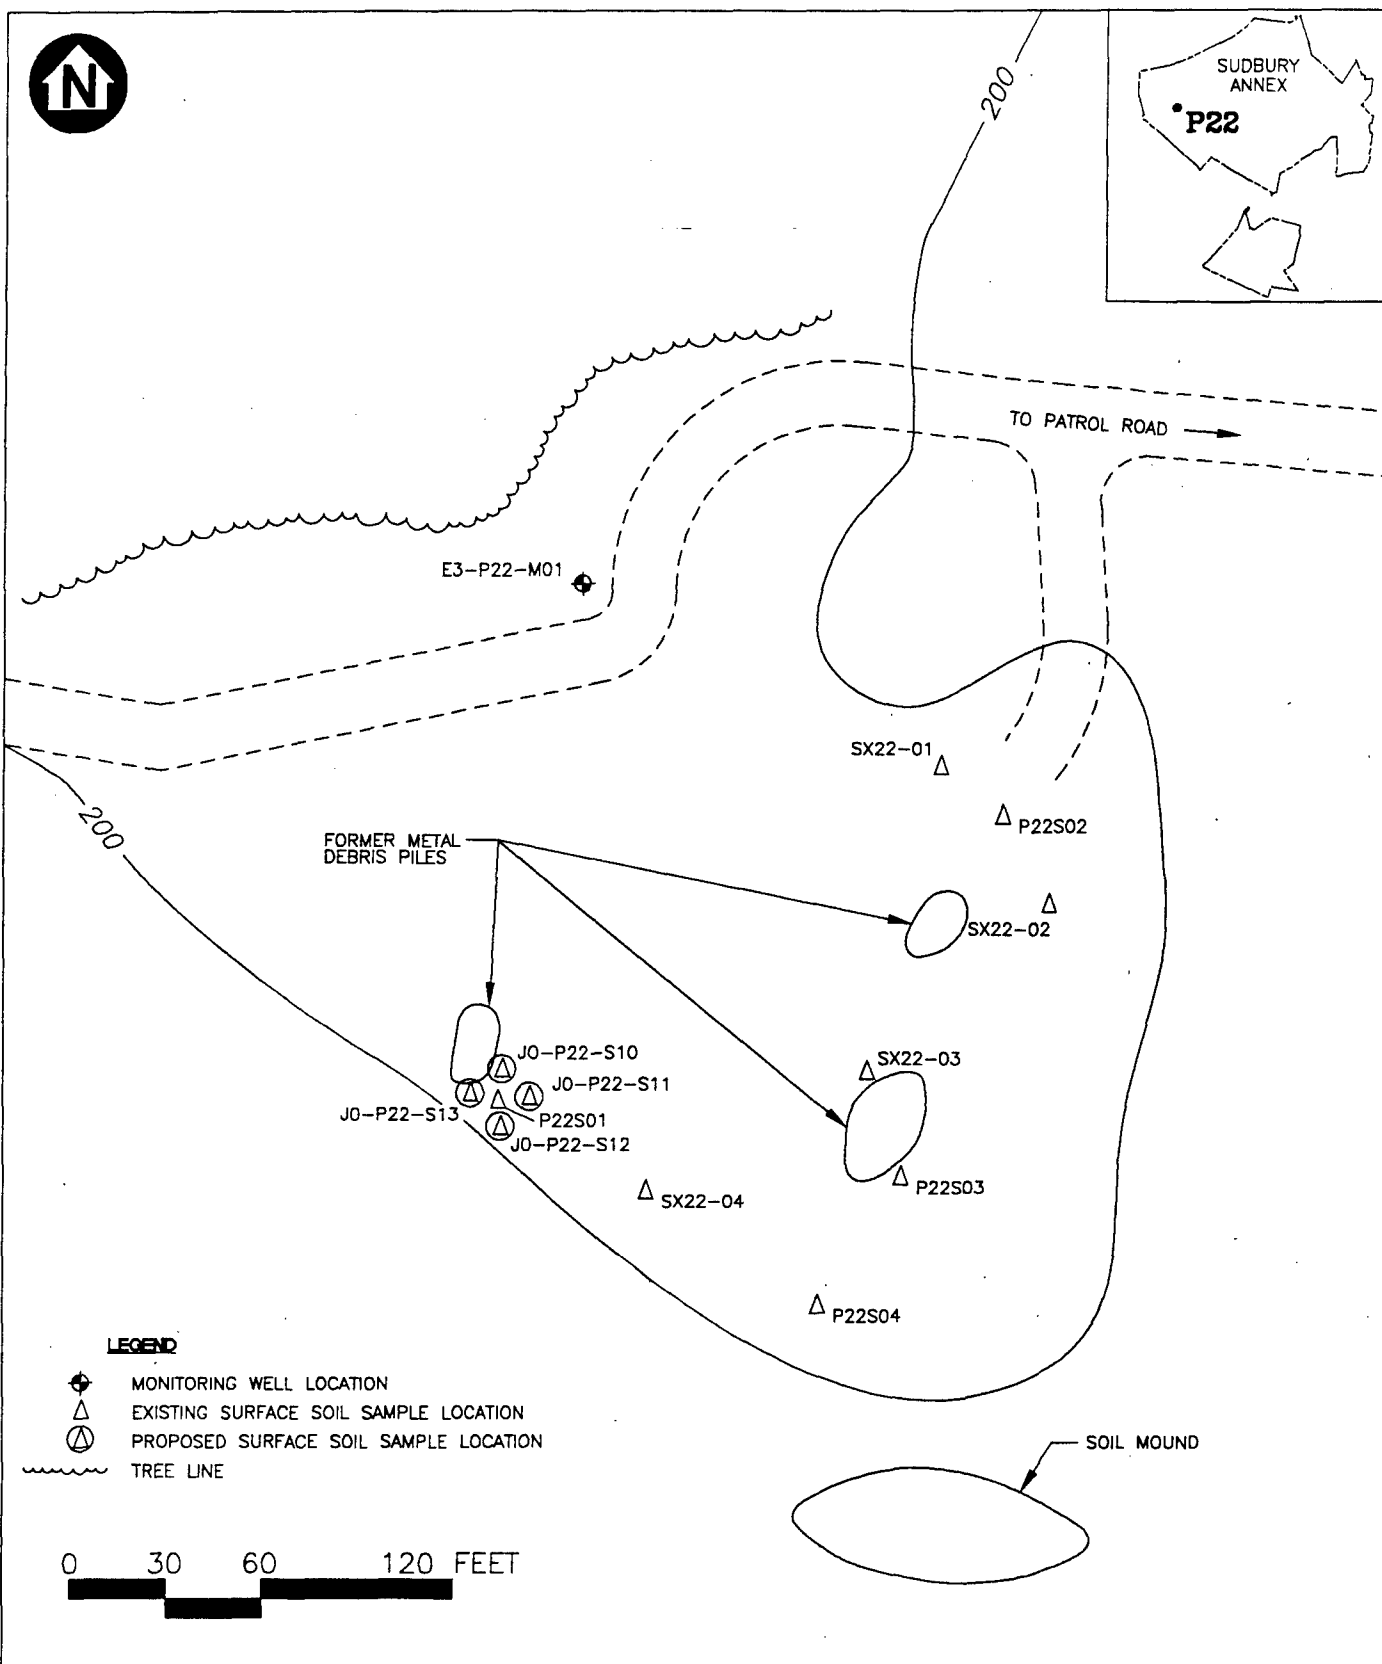 N
200
SUDBURY
ANNEX
P22
TO PATROL ROAD
E3-P22-M01
SX22-01
P22S02
200
FORMER METAL
DEBRIS PILES
SX22-02
J0-P22-S10
SX22-03
J0-P22-S11
J0-P22-S13
P22S01
J0-P22-S12
P22S03
SX22-04
P22S04
LEGEND
MONITORING WELL LOCATION
EXISTING SURFACE SOIL SAMPLE LOCATION
PROPOSED SURFACE SOIL SAMPLE LOCATION
TREE LINE
SOIL MOUND
0 30 60 120 FEET